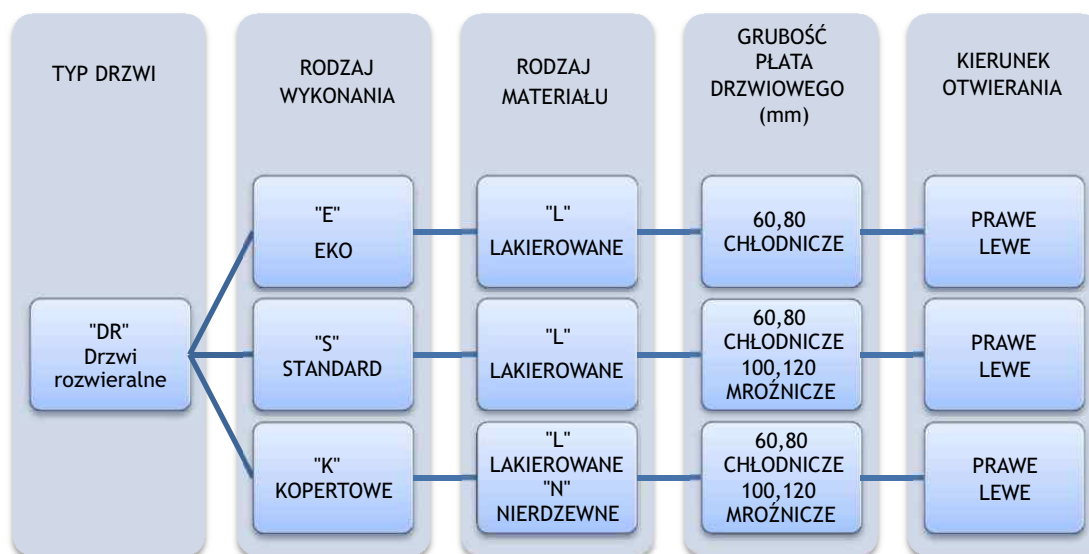 TYP DRZWI
RODZAJ
WYKONANIA
RODZAJ
MATERIAŁU
GRUBOŚĆ
PŁATA
DRZWIOWEGO
(mm)
KIERUNEK
OTWIERANIA
"DR"
Drzwi
rozwieralne
"E"
EKO
"L"
LAKIEROWANE
60,80
CHŁODNICZE
PRAWE
LEWE
"S"
STANDARD
"L"
LAKIEROWANE
60,80
CHŁODNICZE
100,120
MROŹNICZE
PRAWE
LEWE
"K"
KOPERTOWE
"L"
LAKIEROWANE
"N"
NIERDZEWNE
60,80
CHŁODNICZE
100,120
MROŹNICZE
PRAWE
LEWE